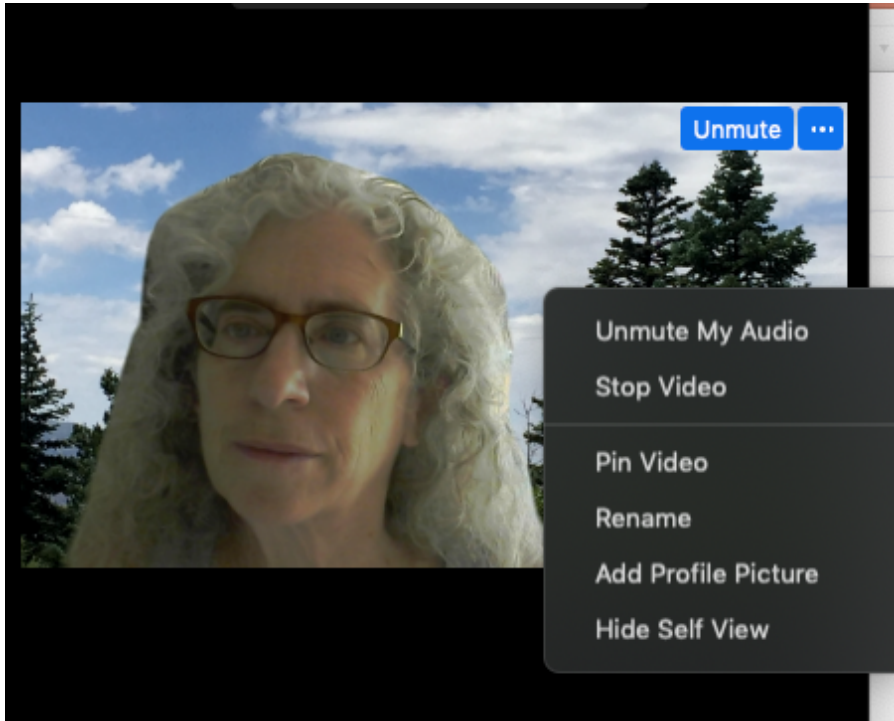 Unmute ...
Unmute My Audio
Stop Video
Pin Video
Rename
Add Profile Picture
Hide Self View